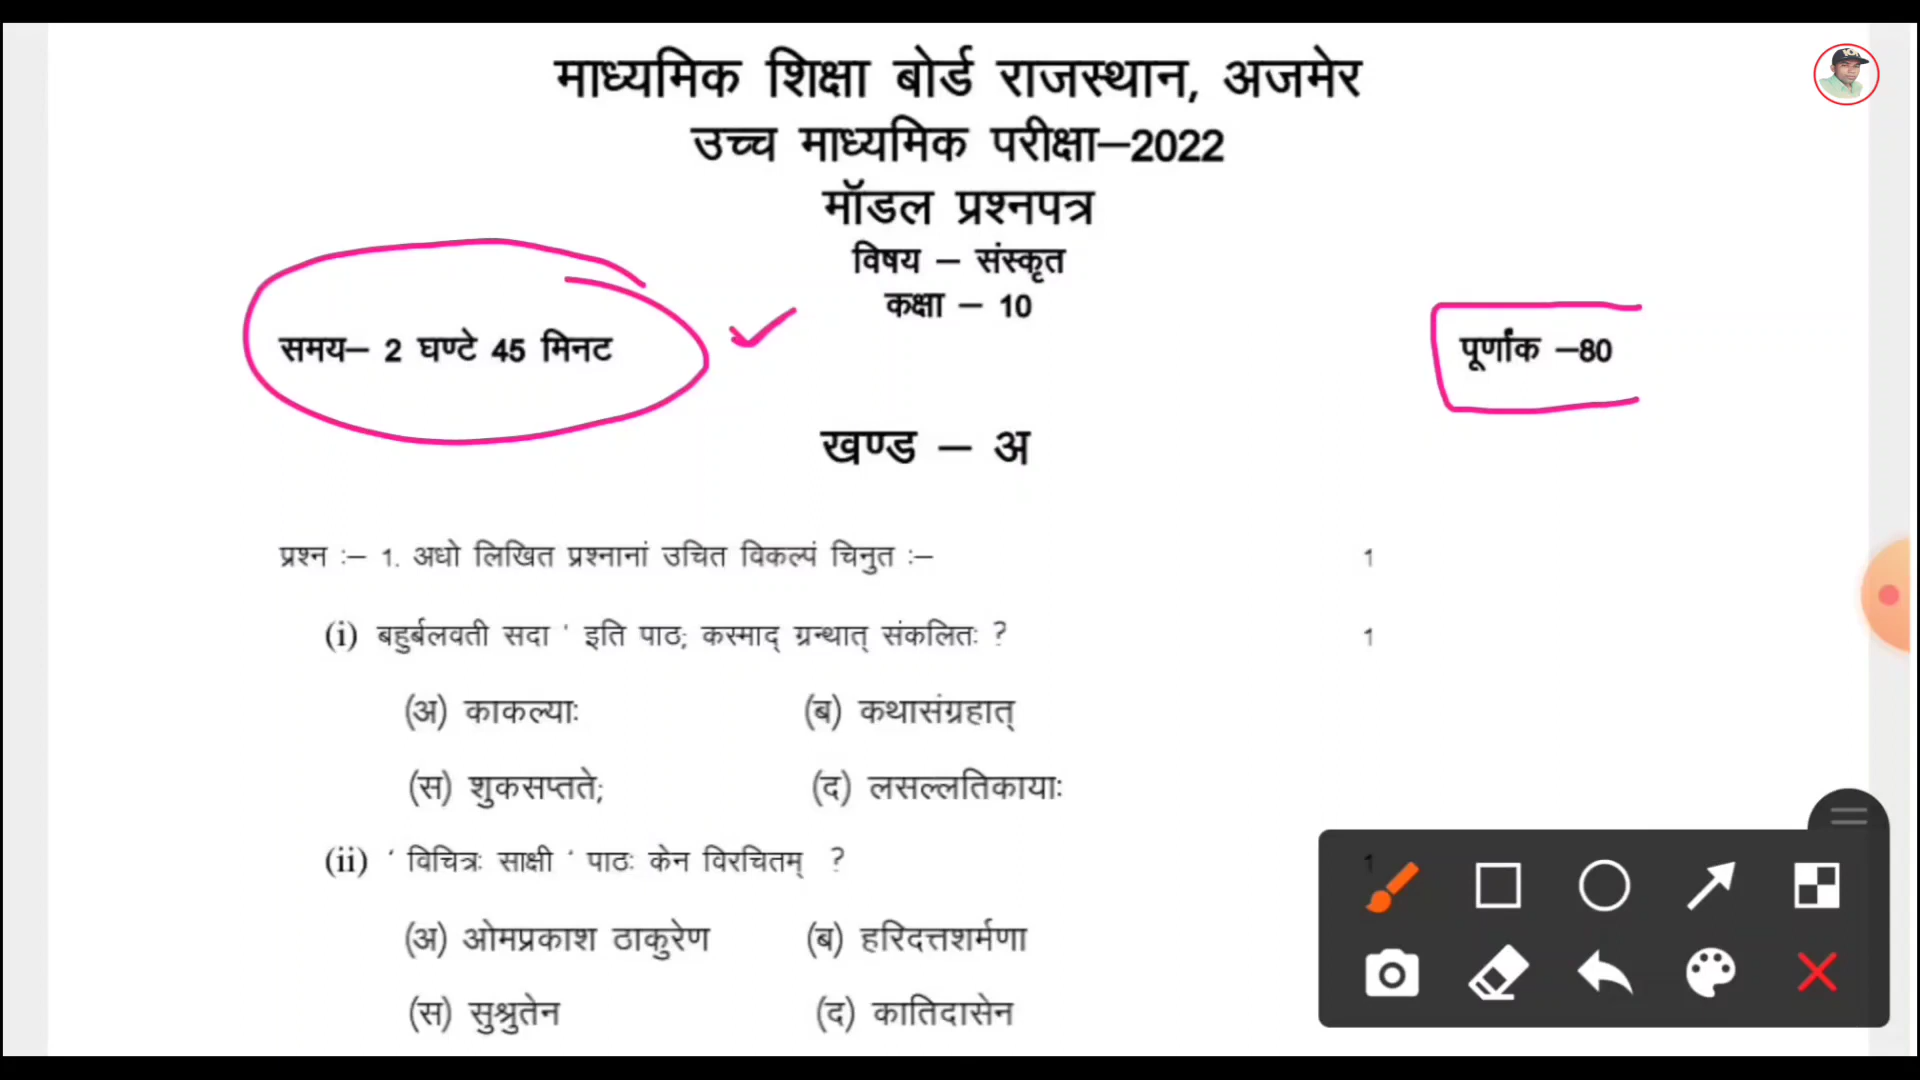 माध्यमिक शिक्षा बोर्ड राजस्थान, अजमेर
उच्च माध्यमिक परीक्षा–2022
मॉडल प्रश्नपत्र
विषय – संस्कृत
कक्षा – 10
समय– 2 घण्टे 45 मिनट पूर्णांक –80
खण्ड – अ
प्रश्न :– 1. अधो लिखित प्रश्नानां उचित विकल्पं चिनुत :– 1
(i) बहुर्बलवती सदा ' इति पाठ; कस्माद् ग्रन्थात् संकलितः ? 1
(अ) काकल्याः (ब) कथासंग्रहात्
(स) शुकसप्तते; (द) लसल्लतिकायाः
(ii) ' विचित्रः साक्षी ' पाठः केन विरचितम् ? 1
(अ) ओमप्रकाश ठाकुरेण (ब) हरिदत्तशर्मणा
(स) सुश्रुतेन (द) कातिदासेन